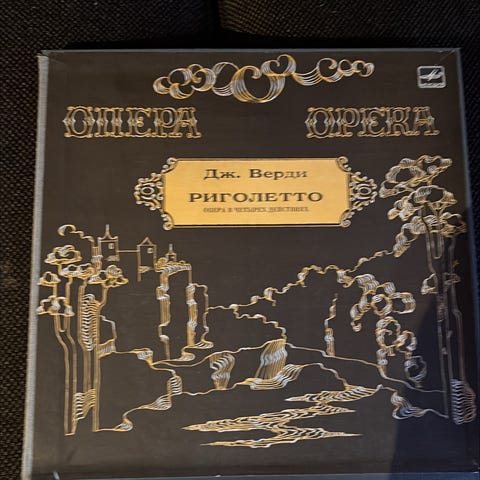 ОПЕРА OPERA
Дж. Верди
РИГОЛЕТТО
ОПЕРА В ЧЕТЫРЕХ ДЕЙСТВИЯХ